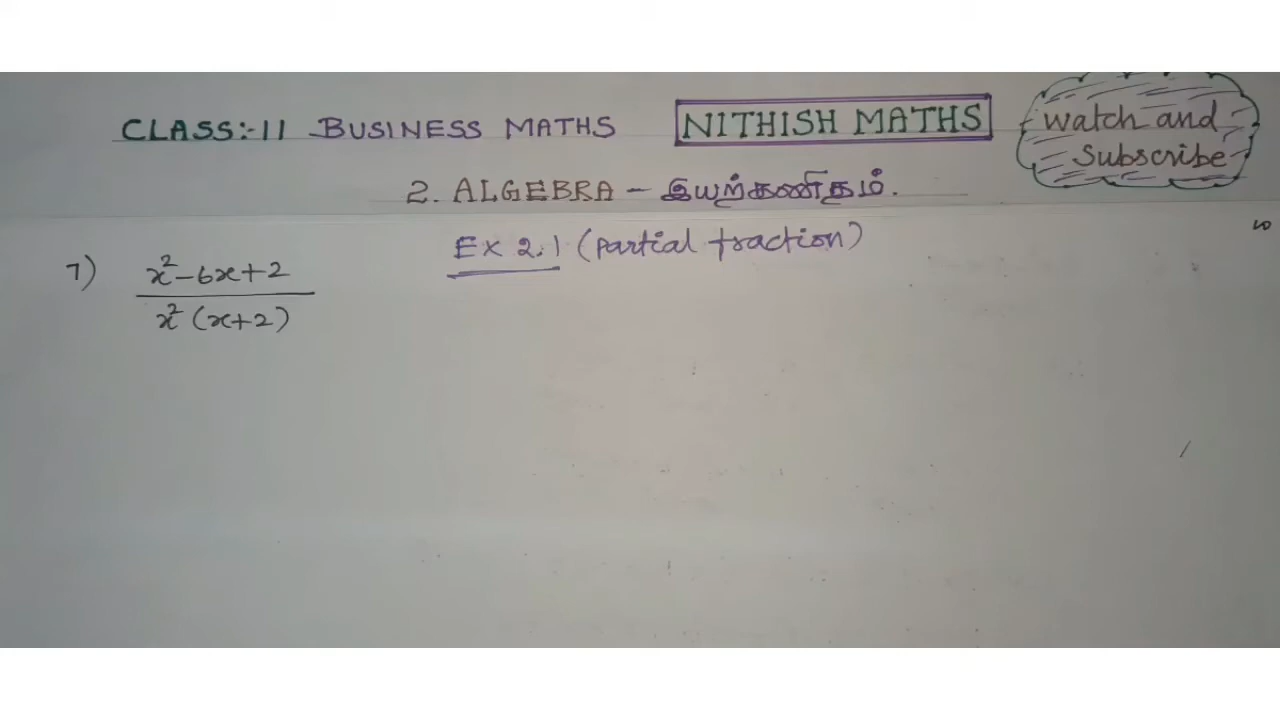 CLASS:-11 BUSINESS MATHS NITHISH MATHS
watch and
Subscribe
2. ALGEBRA – இயற்கணிதம்.
Ex 2.1 (partial fraction)
7) x²-6x+2
x² (x+2)